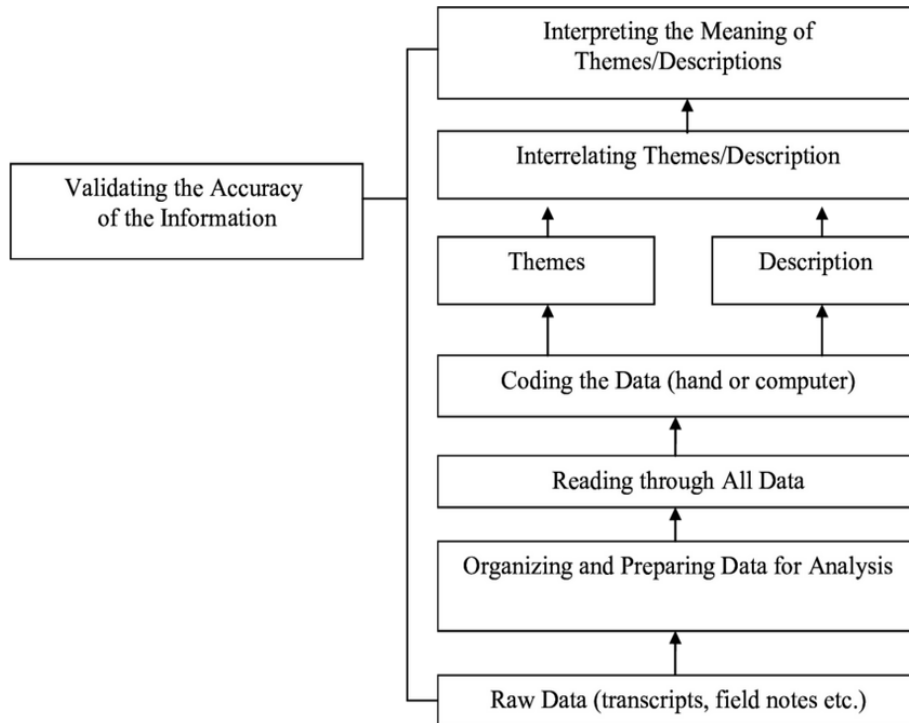 Interpreting the Meaning of
Themes/Descriptions
Interrelating Themes/Description
Validating the Accuracy
of the Information
Themes
Description
Coding the Data (hand or computer)
Reading through All Data
Organizing and Preparing Data for Analysis
Raw Data (transcripts, field notes etc.)